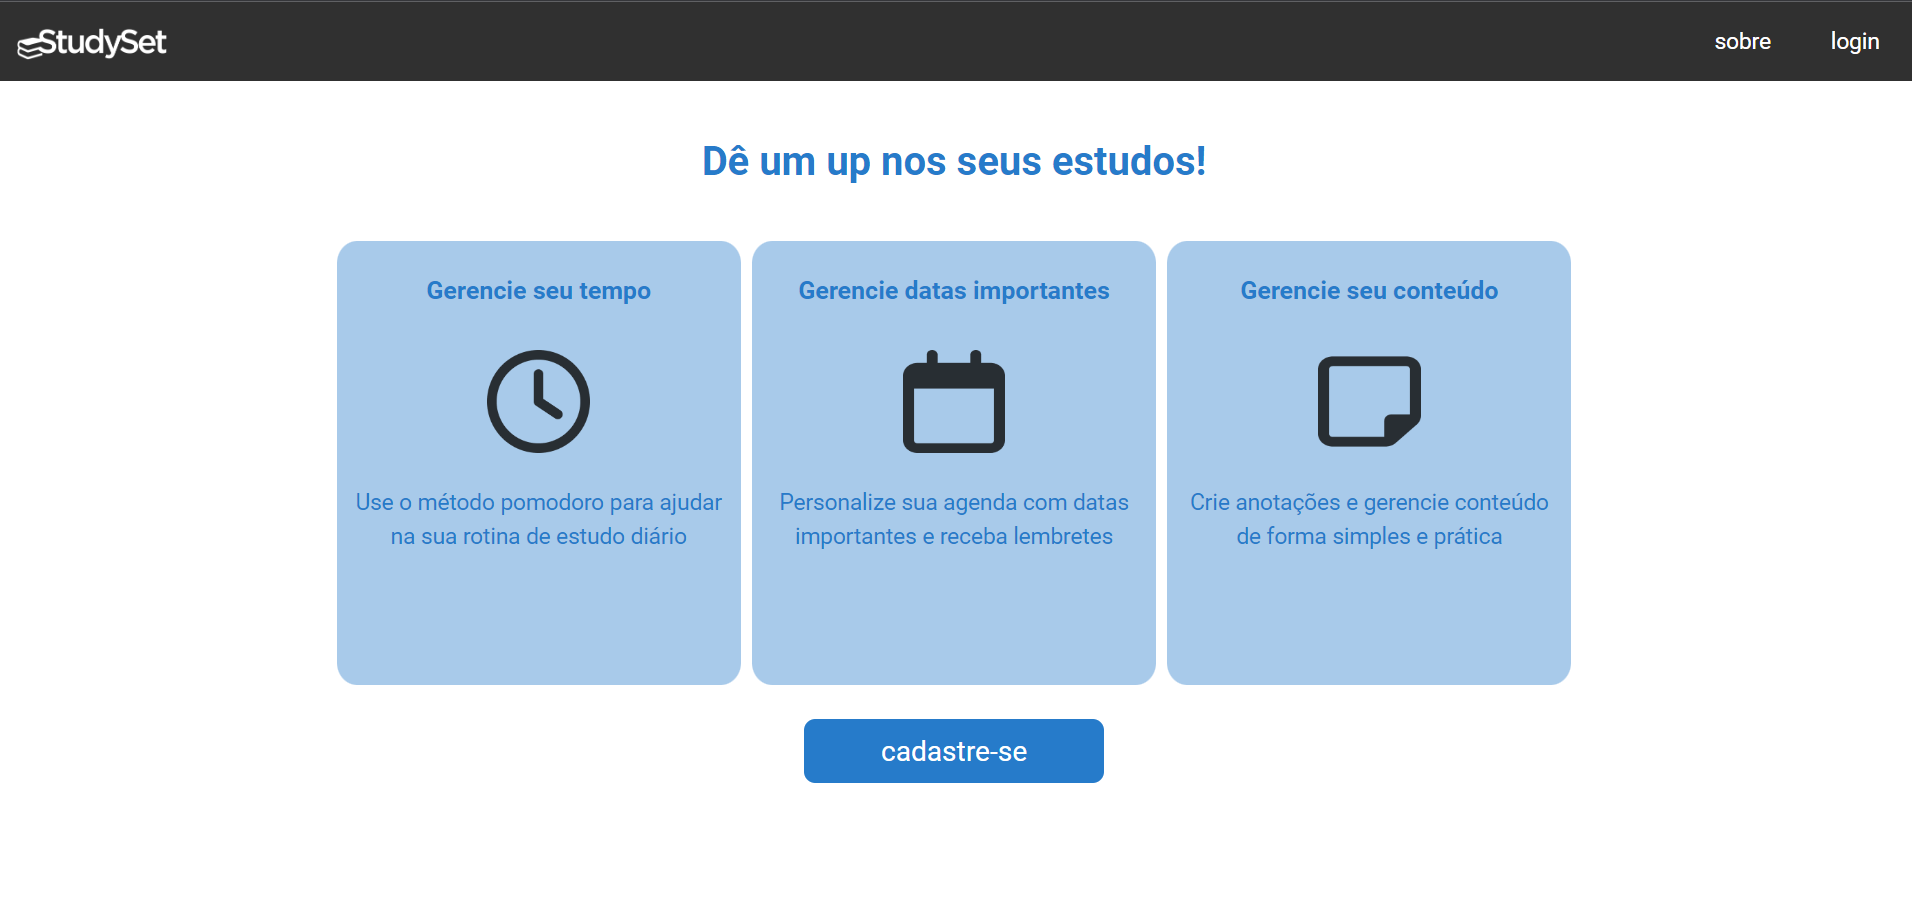 StudySet
sobre
login
Dê um up nos seus estudos!
Gerencie seu tempo
Use o método pomodoro para ajudar
na sua rotina de estudo diário
Gerencie datas importantes
Personalize sua agenda com datas
importantes e receba lembretes
Gerencie seu conteúdo
Crie anotações e gerencie conteúdo
de forma simples e prática
cadastre-se